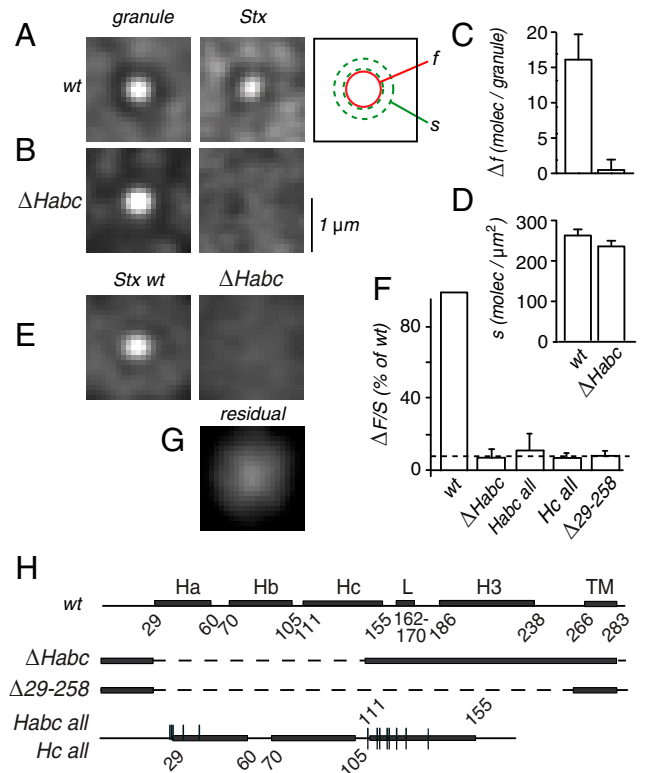 A
granule
Stx
wt
f
s
B
ΔHabc
1 μm
C
Δf (molec / granule)
20
15
10
5
0
D
s (molec / μm²)
300
200
100
0
wt
ΔHabc
E
Stx wt
ΔHabc
F
ΔF/S (% of wt)
80
40
0
wt
ΔHabc
Habc all
Hc all
Δ29-258
G
residual
H
Ha Hb Hc L H3 TM
wt
29 60 70 105 111 155 162-170 186 238 266 283
ΔHabc
Δ29-258
Habc all
Hc all
111 155
29 60 70 105